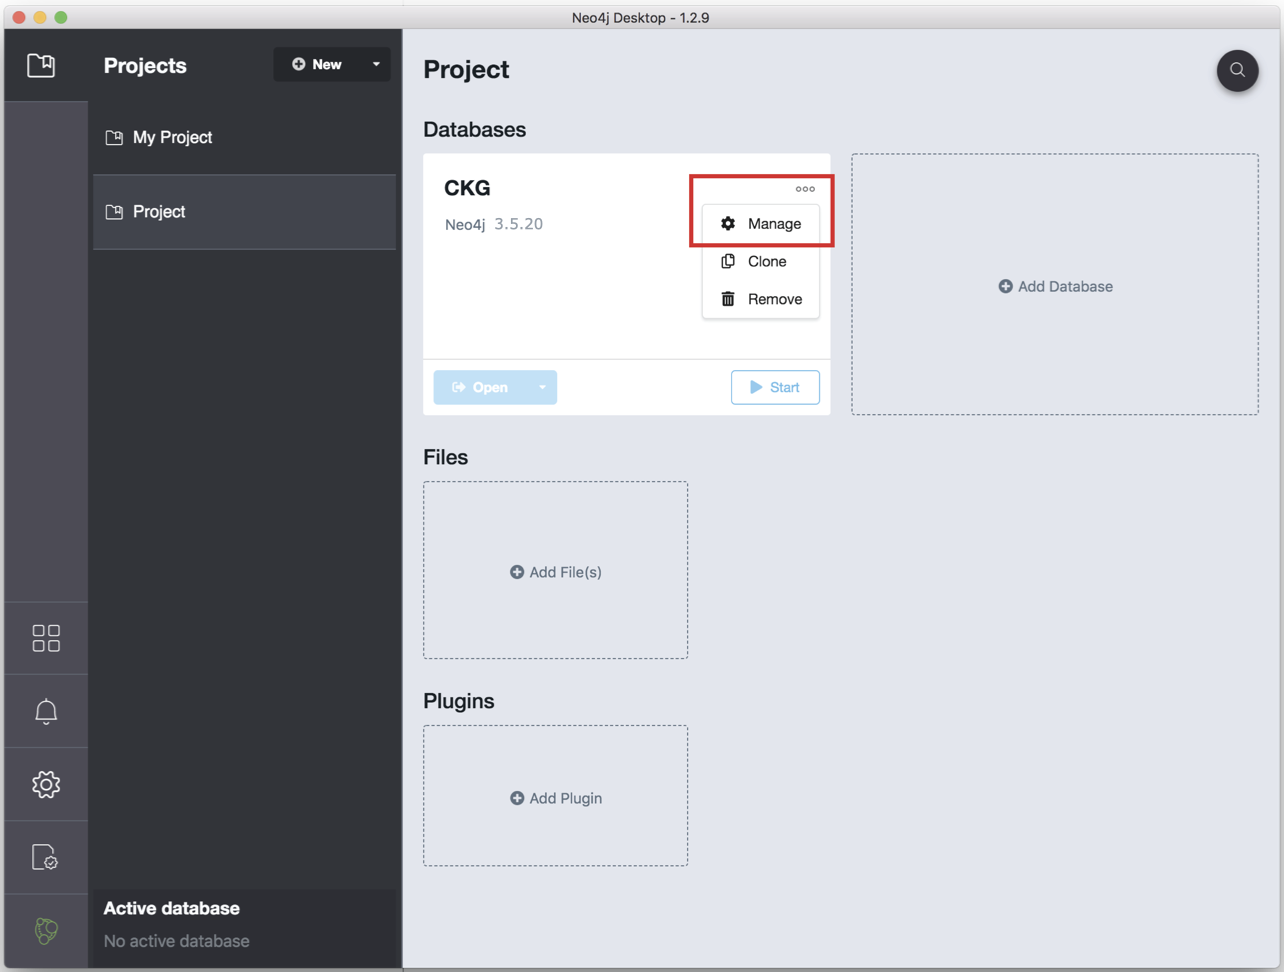 Neo4j Desktop - 1.2.9
Projects
New
My Project
Project
Active database
No active database
Project
Databases
CKG
Neo4j 3.5.20
Manage
Clone
Remove
Open
Start
Add Database
Files
Add File(s)
Plugins
Add Plugin